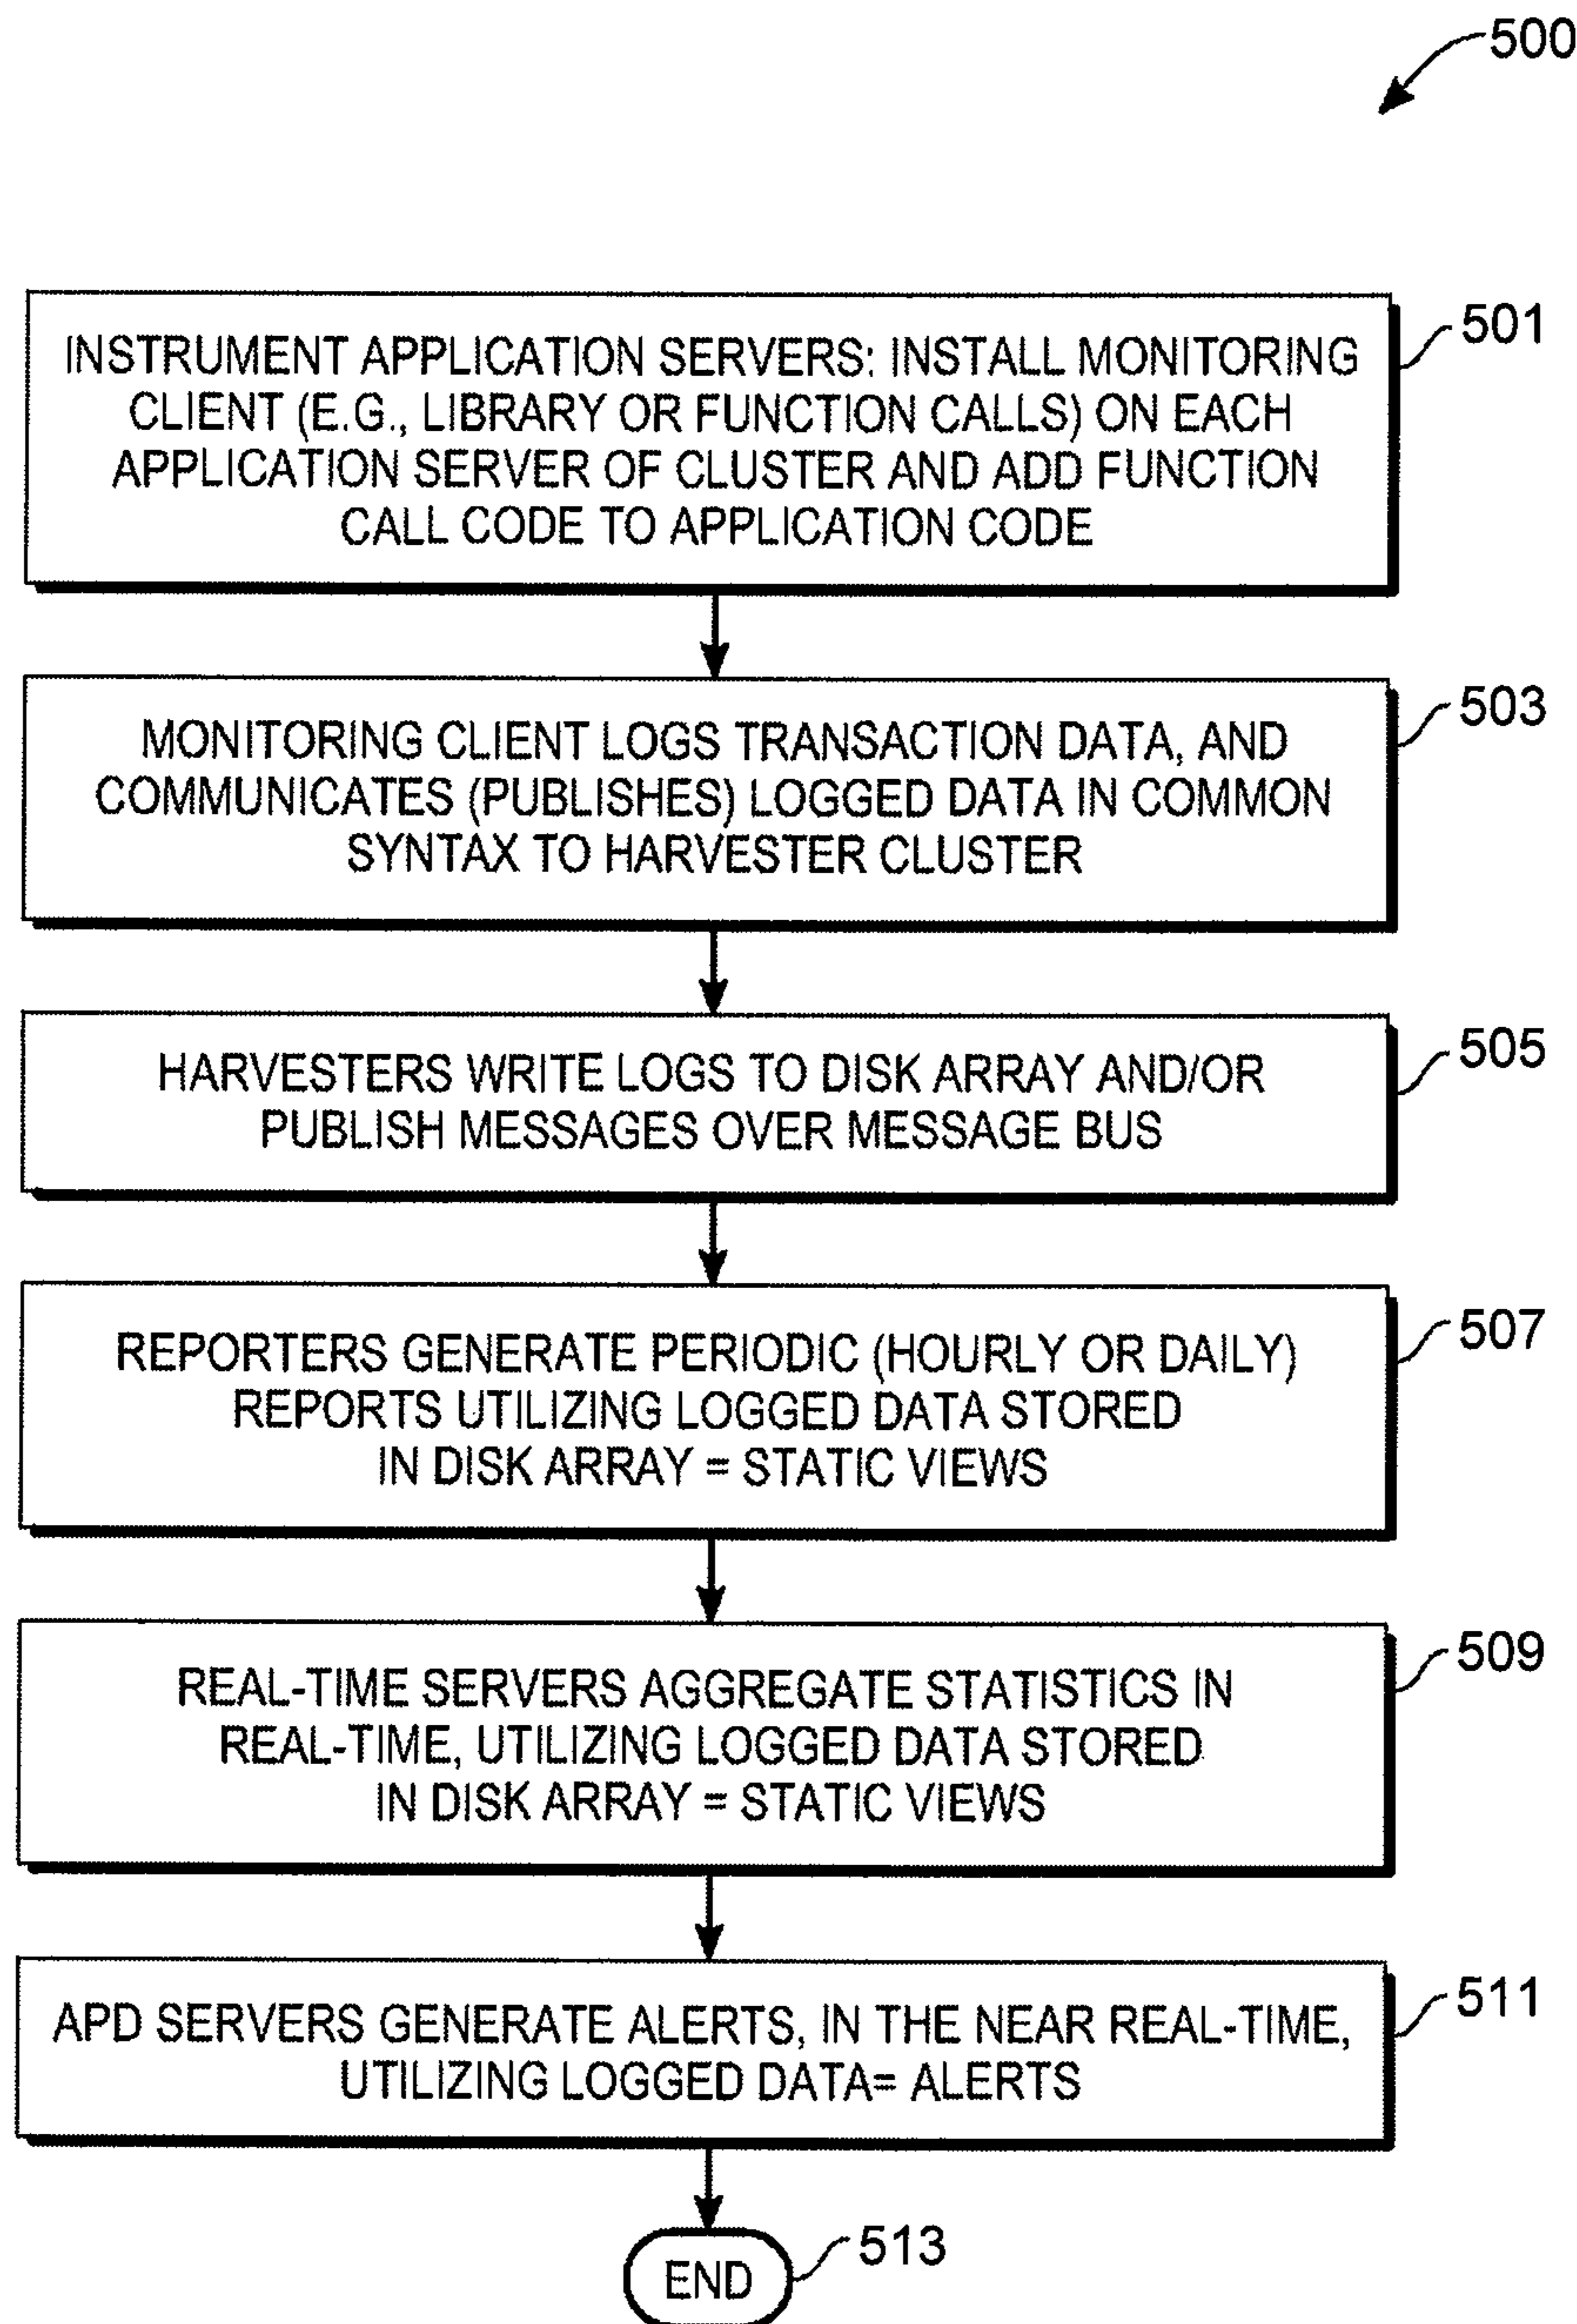 500
INSTRUMENT APPLICATION SERVERS: INSTALL MONITORING
CLIENT (E.G., LIBRARY OR FUNCTION CALLS) ON EACH
APPLICATION SERVER OF CLUSTER AND ADD FUNCTION
CALL CODE TO APPLICATION CODE
501
MONITORING CLIENT LOGS TRANSACTION DATA, AND
COMMUNICATES (PUBLISHES) LOGGED DATA IN COMMON
SYNTAX TO HARVESTER CLUSTER
503
HARVESTERS WRITE LOGS TO DISK ARRAY AND/OR
PUBLISH MESSAGES OVER MESSAGE BUS
505
REPORTERS GENERATE PERIODIC (HOURLY OR DAILY)
REPORTS UTILIZING LOGGED DATA STORED
IN DISK ARRAY = STATIC VIEWS
507
REAL-TIME SERVERS AGGREGATE STATISTICS IN
REAL-TIME, UTILIZING LOGGED DATA STORED
IN DISK ARRAY = STATIC VIEWS
509
APD SERVERS GENERATE ALERTS, IN THE NEAR REAL-TIME,
UTILIZING LOGGED DATA= ALERTS
511
END
513